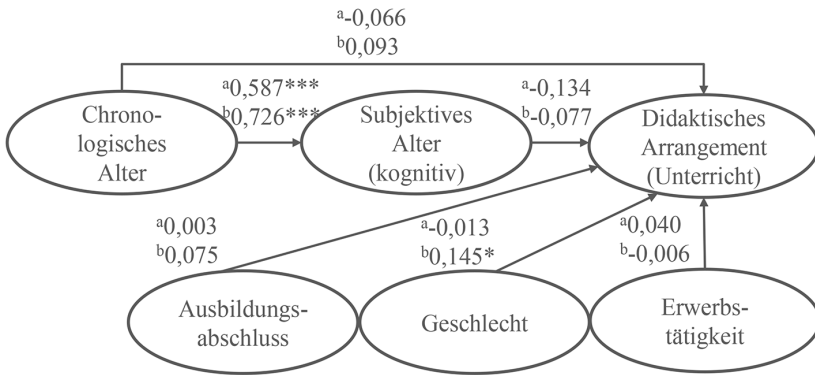 ᵃ-0,066
ᵇ0,093
ᵃ0,587***
ᵇ0,726***
ᵃ-0,134
ᵇ-0,077
Chrono-
logisches
Alter
Subjektives
Alter
(kognitiv)
Didaktisches
Arrangement
(Unterricht)
ᵃ0,003
ᵇ0,075
ᵃ-0,013
ᵇ0,145*
ᵃ0,040
ᵇ-0,006
Ausbildungs-
abschluss
Geschlecht
Erwerbs-
tätigkeit